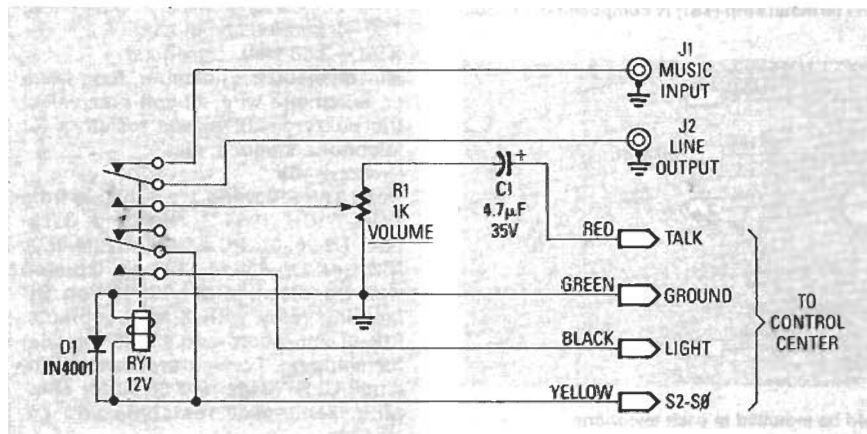 J1
MUSIC
INPUT
J2
LINE
OUTPUT
R1
1K
VOLUME
+
C1
4.7µF
35V
RED
TALK
GREEN
GROUND
BLACK
LIGHT
YELLOW
S2-SØ
TO
CONTROL
CENTER
D1
IN4001
RY1
12V